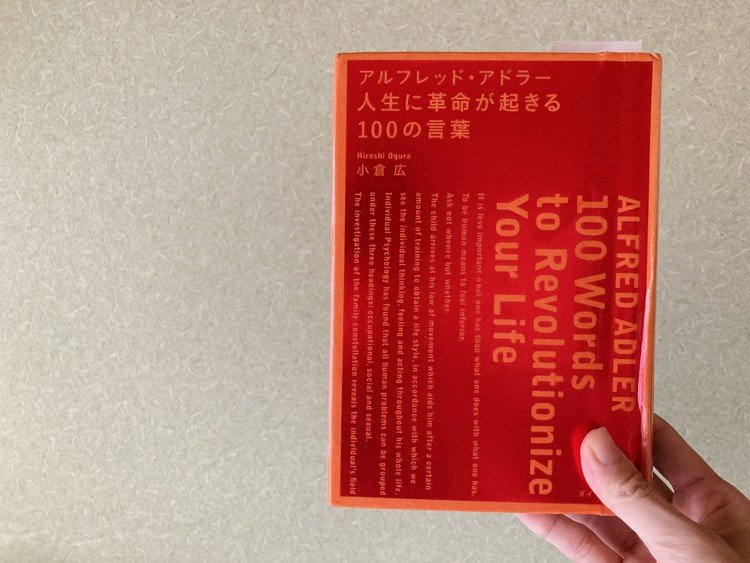 アルフレッド・アドラー
人生に革命が起きる
100の言葉
Hiroshi Ogura
小倉 広
ALFRED ADLER
100 Words
to Revolutionize
Your Life
It is less important what one has than what one does with what one has.
To be human means to feel inferior.
Ask not whence but whether.
The child arrives at his law of movement which aids him after a certain
amount of training to obtain a life style, in accordance with which we
see the individual thinking, feeling and acting throughout his whole life.
Individual Psychology has found that all human problems can be grouped
under these three headings: occupational, social and sexual.
The investigation of the family constellation reveals the individual's field